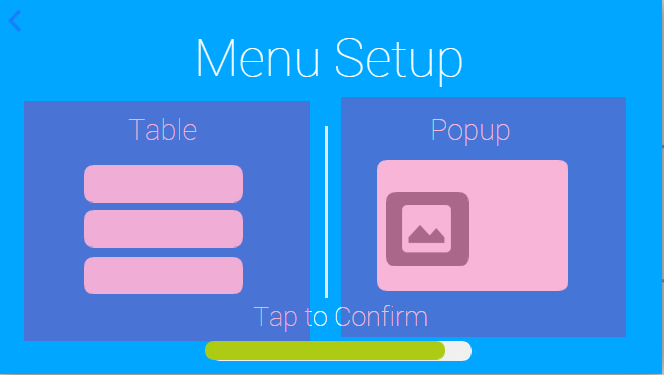 Menu Setup
Table
Popup
Tap to Confirm